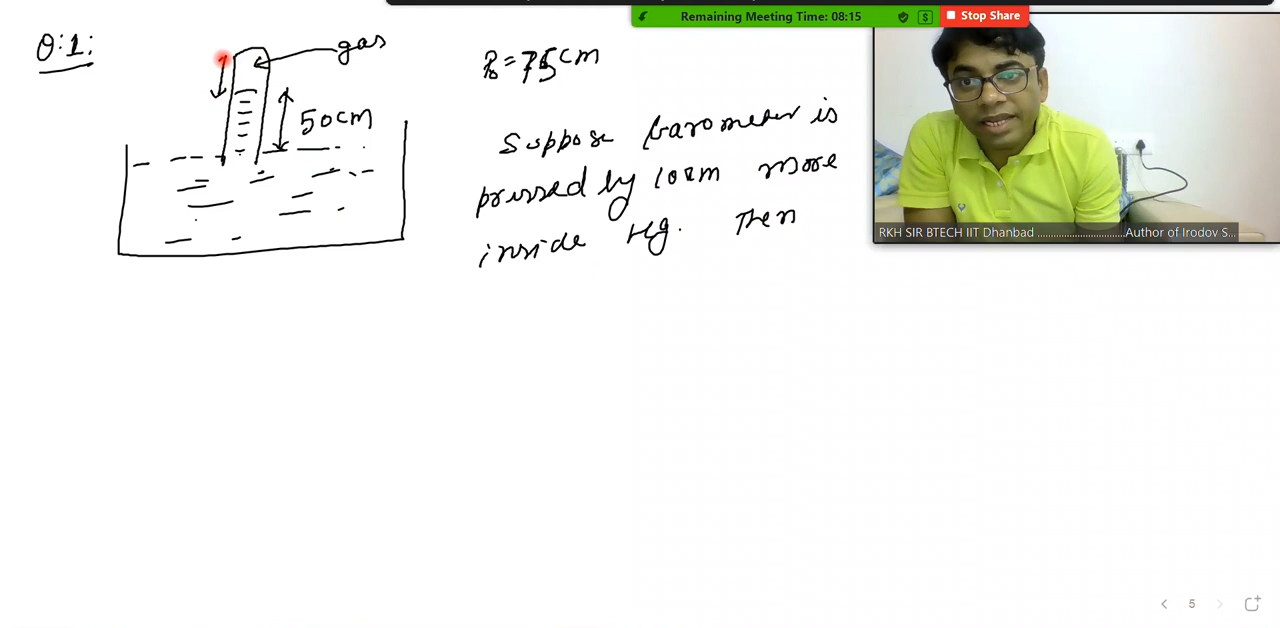 Remaining Meeting Time: 08:15
$
Stop Share
Q:1:
gas
50cm
P₀ = 75cm
Suppose barometer is
pressed by 10cm more
inside Hg. Then
RKH SIR BTECH IIT Dhanbad ..............................Author of Irodov S...
5